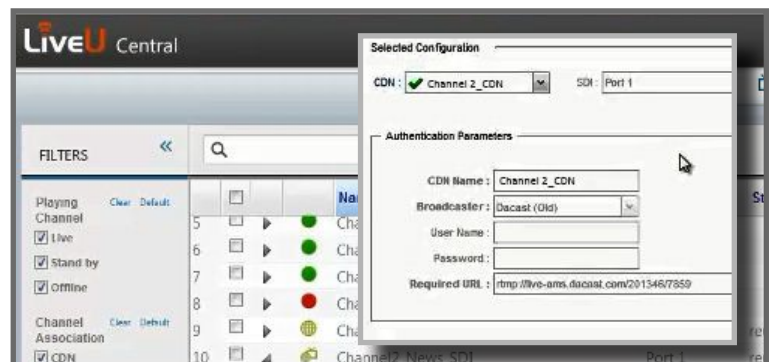 LiveU Central
Selected Configuration
CDN : Channel 2_CDN SDI : Port 1
Authentication Parameters
CDN Name : Channel 2_CDN
Broadcaster : Dacast (Old)
User Name :
Password :
Required URL : rtmp://live-ams.dacast.com/201346/7859
FILTERS «
Playing Channel Clear Default
Live
Stand by
Offline
Channel Association Clear Default
CDN
5
6
7
8
9
10 Channel2_News_SDI Port 1